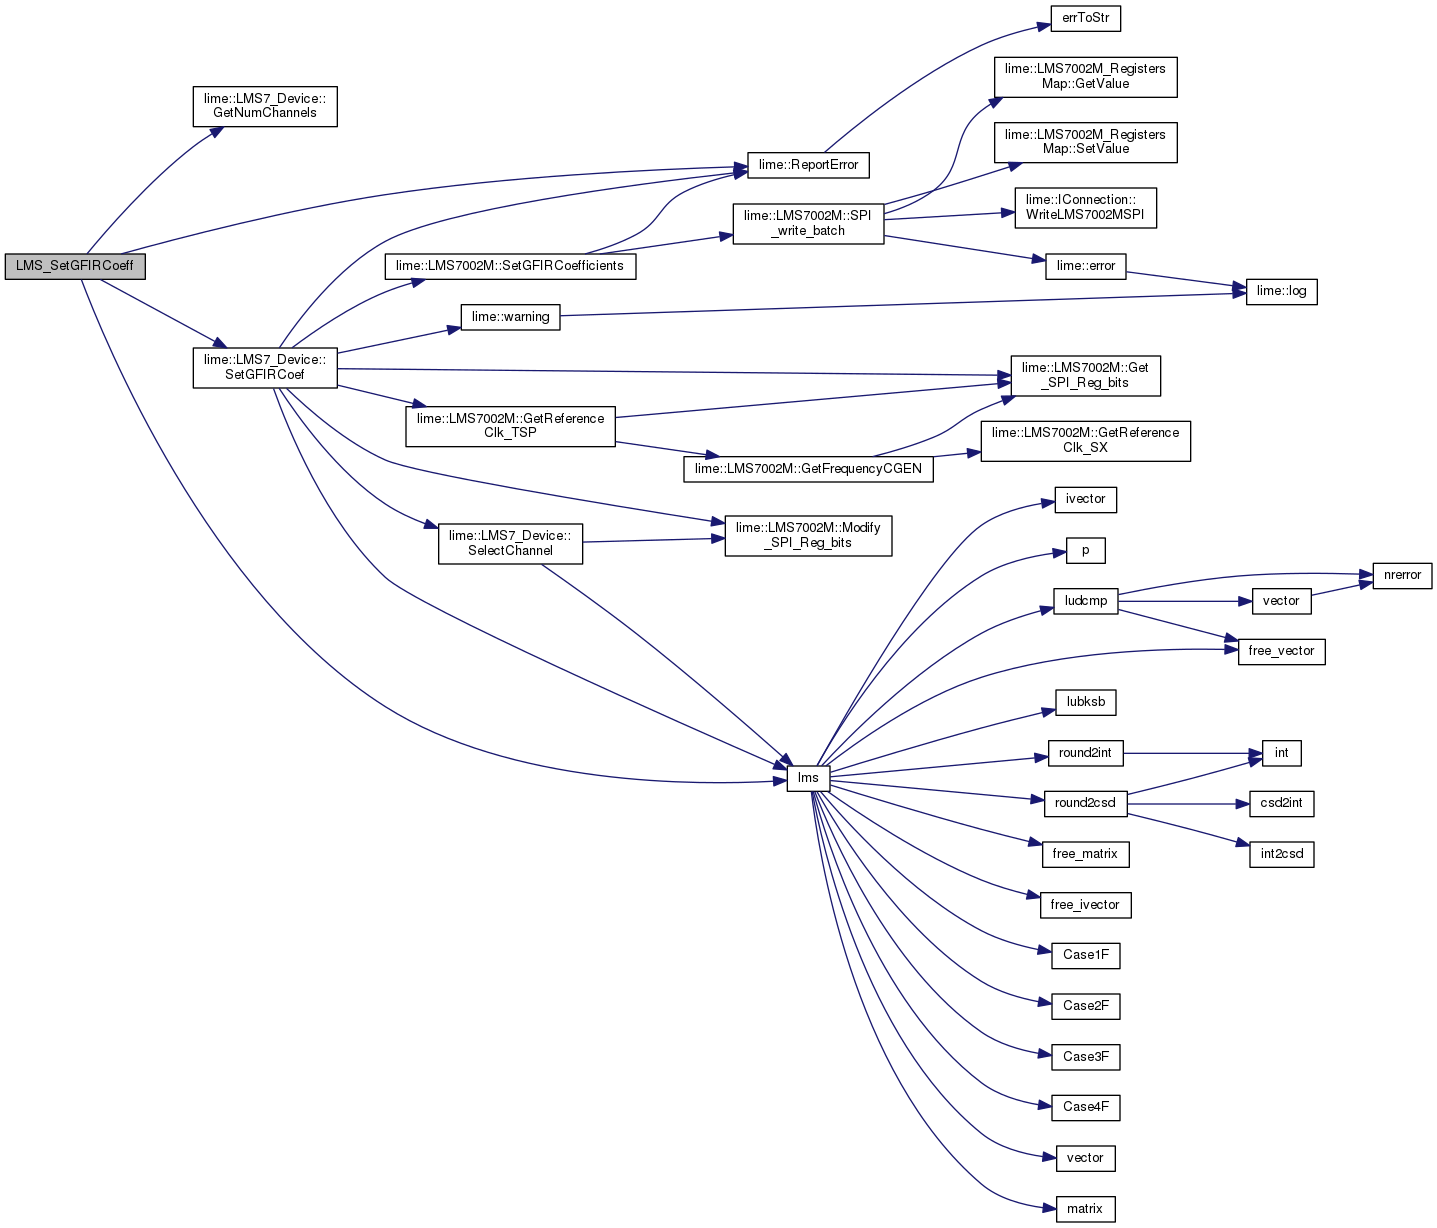 errToStr
lime::LMS7002M_Registers
Map::GetValue
lime::LMS7_Device::
GetNumChannels
lime::LMS7002M_Registers
Map::SetValue
lime::ReportError
lime::IConnection::
WriteLMS7002MSPI
lime::LMS7002M::SPI
_write_batch
LMS_SetGFIRCoeff
lime::LMS7002M::SetGFIRCoefficients
lime::error
lime::log
lime::warning
lime::LMS7_Device::
SetGFIRCoef
lime::LMS7002M::Get
_SPI_Reg_bits
lime::LMS7002M::GetReference
Clk_TSP
lime::LMS7002M::GetReference
Clk_SX
lime::LMS7002M::GetFrequencyCGEN
ivector
lime::LMS7_Device::
SelectChannel
lime::LMS7002M::Modify
_SPI_Reg_bits
p
nrerror
ludcmp
vector
free_vector
lubksb
round2int
int
lms
round2csd
csd2int
free_matrix
int2csd
free_ivector
Case1F
Case2F
Case3F
Case4F
vector
matrix